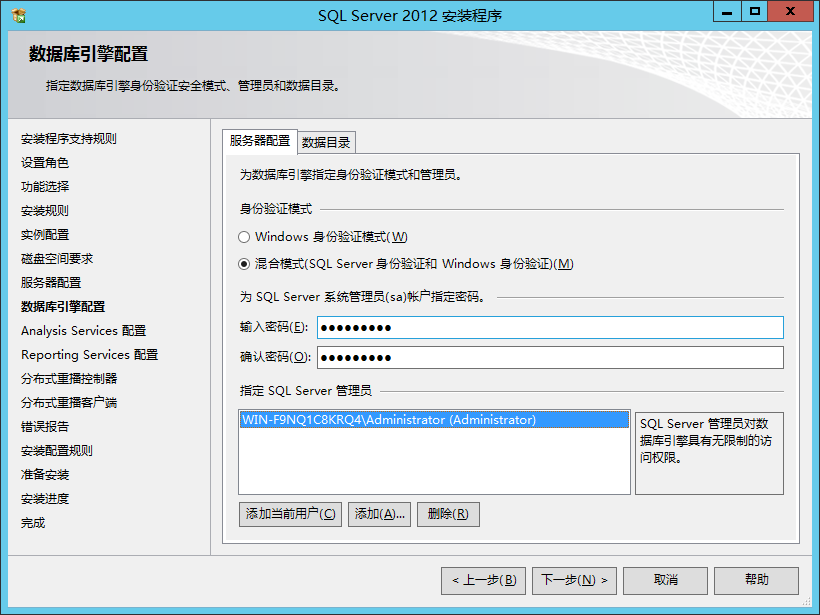 SQL Server 2012 安装程序
数据库引擎配置
指定数据库引擎身份验证安全模式、管理员和数据目录。
安装程序支持规则
设置角色
功能选择
安装规则
实例配置
磁盘空间要求
服务器配置
数据库引擎配置
Analysis Services 配置
Reporting Services 配置
分布式重播控制器
分布式重播客户端
错误报告
安装配置规则
准备安装
安装进度
完成
服务器配置 数据目录
为数据库引擎指定身份验证模式和管理员。
身份验证模式
Windows 身份验证模式(W)
混合模式(SQL Server 身份验证和 Windows 身份验证)(M)
为 SQL Server 系统管理员(sa)帐户指定密码。
输入密码(E): ●●●●●●●●●
确认密码(O): ●●●●●●●●●
指定 SQL Server 管理员
WIN-F9NQ1C8KRQ4\Administrator (Administrator)
SQL Server 管理员对数
据库引擎具有无限制的访
问权限。
添加当前用户(C) 添加(A)... 删除(R)
< 上一步(B) 下一步(N) > 取消 帮助